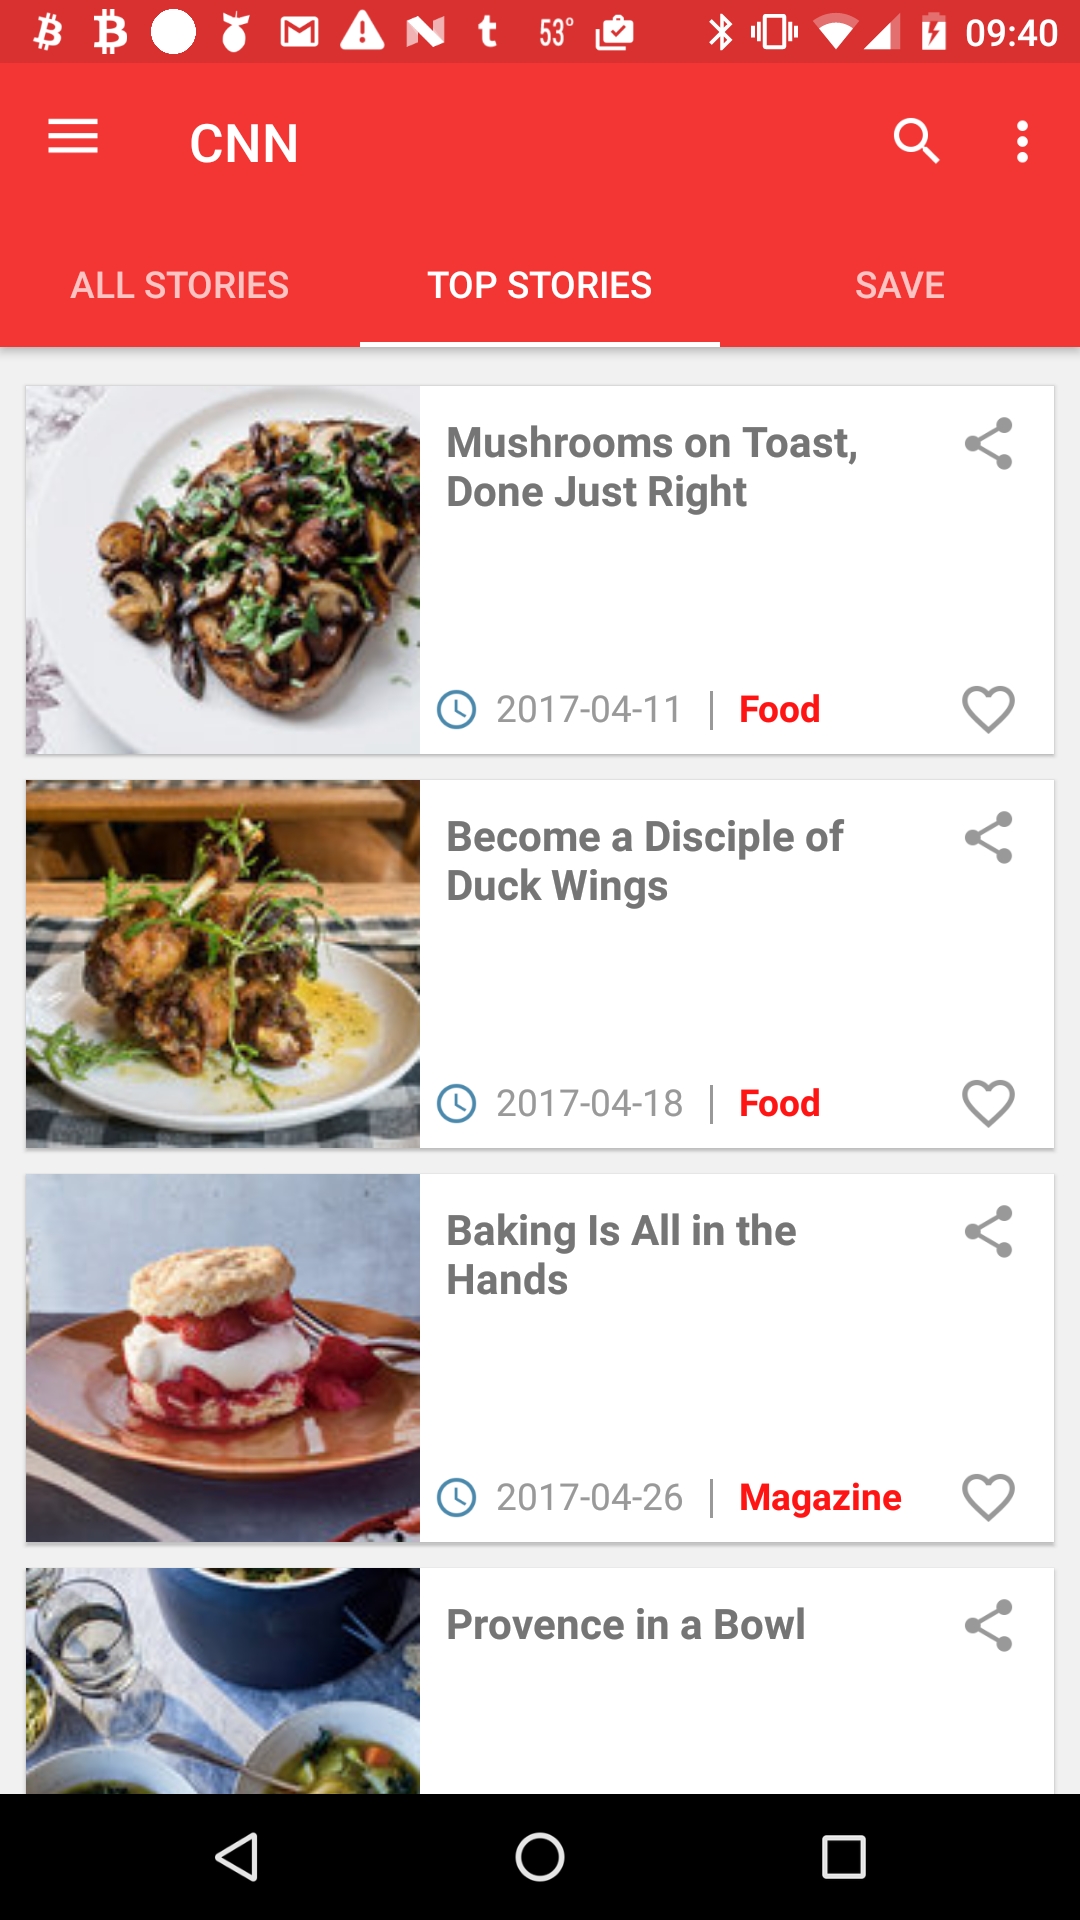 53°
09:40
CNN
ALL STORIES
TOP STORIES
SAVE
Mushrooms on Toast,
Done Just Right
2017-04-11 | Food
Become a Disciple of
Duck Wings
2017-04-18 | Food
Baking Is All in the
Hands
2017-04-26 | Magazine
Provence in a Bowl